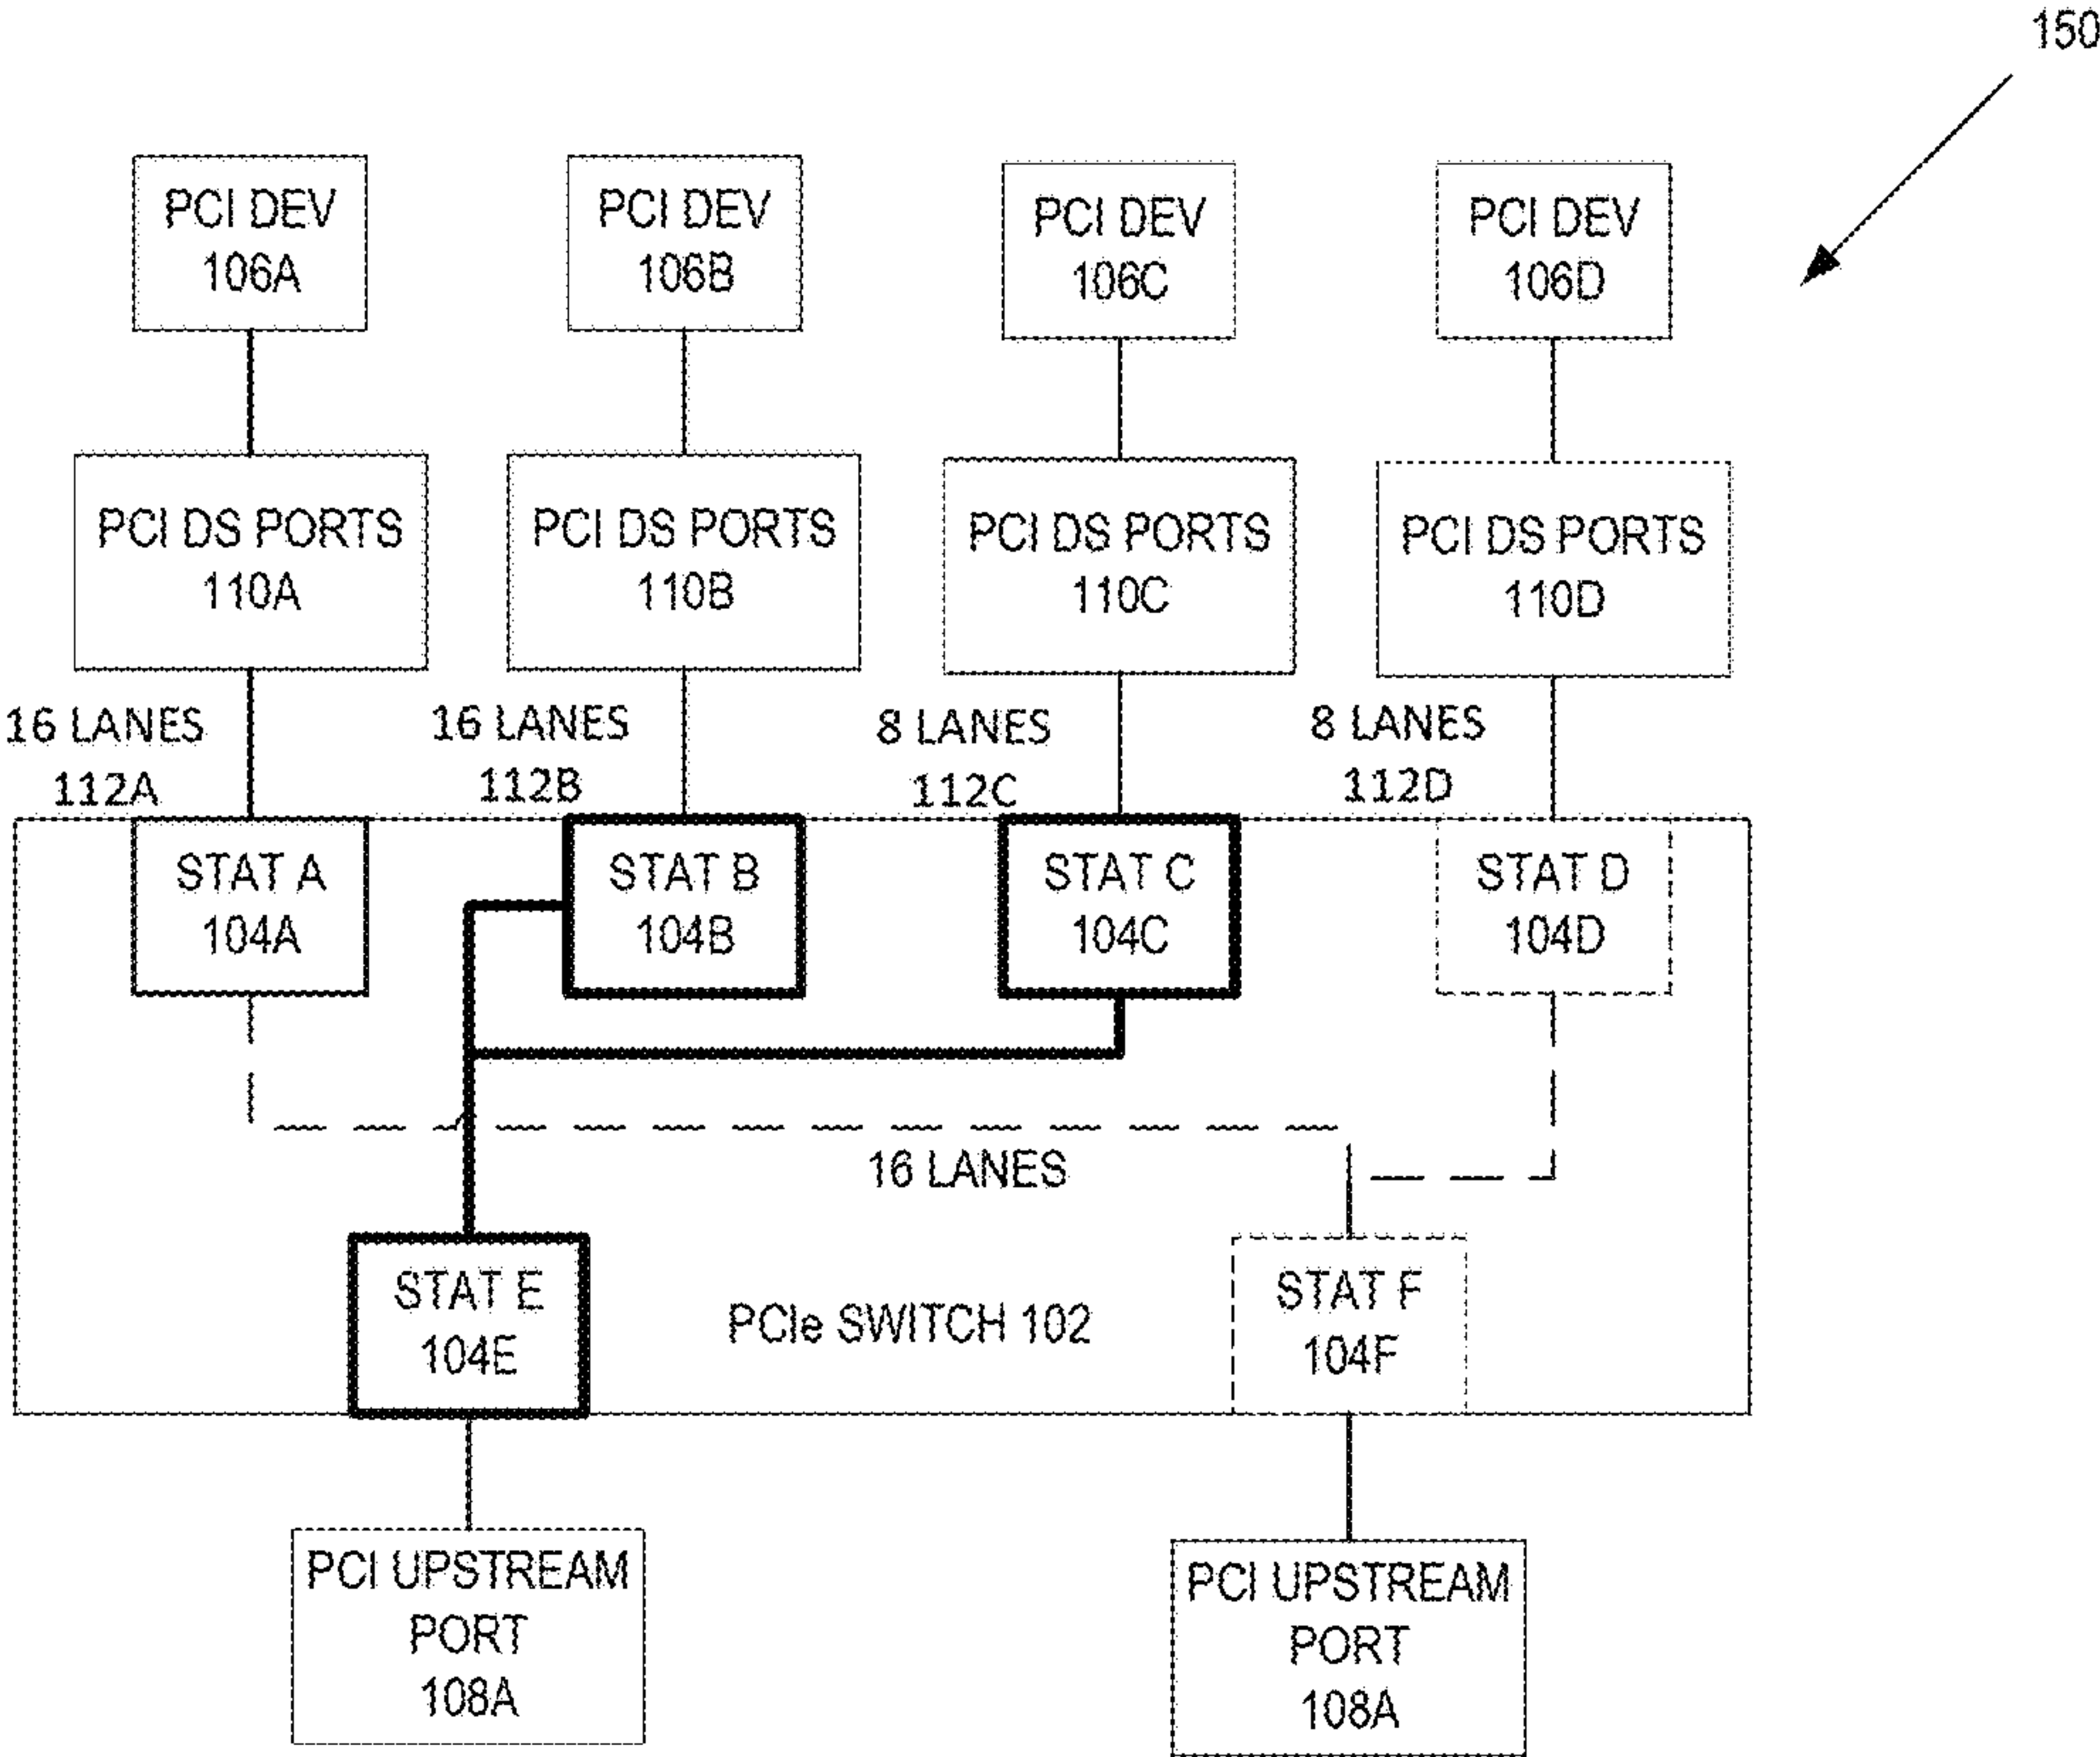 150
PCI DEV
106A
PCI DEV
106B
PCI DEV
106C
PCI DEV
106D
PCI DS PORTS
110A
PCI DS PORTS
110B
PCI DS PORTS
110C
PCI DS PORTS
110D
16 LANES
112A
16 LANES
112B
8 LANES
112C
8 LANES
112D
STAT A
104A
STAT B
104B
STAT C
104C
STAT D
104D
16 LANES
STAT E
104E
PCIe SWITCH 102
STAT F
104F
PCI UPSTREAM
PORT
108A
PCI UPSTREAM
PORT
108A